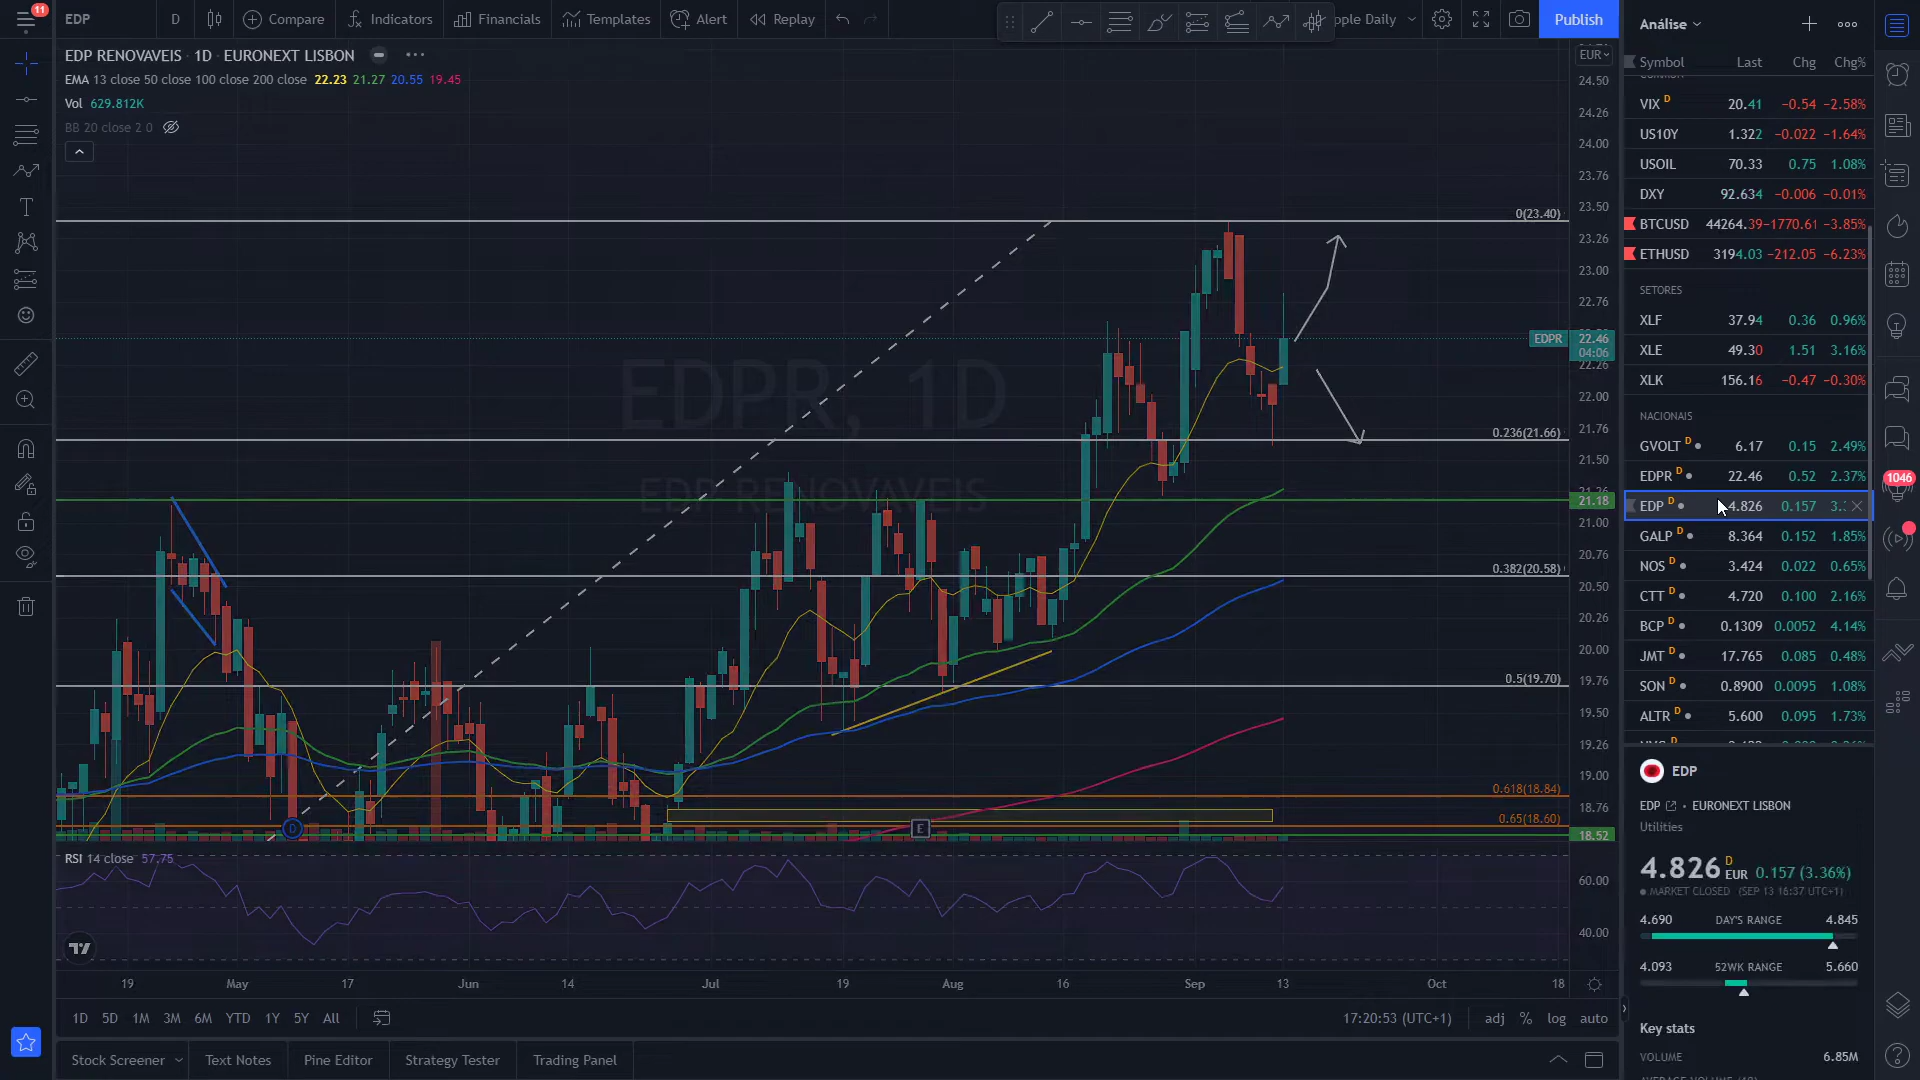 11
EDP
D
Compare
Indicators
Financials
Templates
Alert
Replay
ople Daily
Publish
EDP RENOVAVEIS · 1D · EURONEXT LISBON
EMA 13 close 50 close 100 close 200 close 22.23 21.27 20.55 19.45
Vol 629.812K
BB 20 close 2 0
EDPR, 1D
EDP RENOVAVEIS
EUR
24.50
24.26
24.00
23.76
23.50
23.26
23.00
22.76
EDPR 22.46
04:06
22.26
22.00
21.76
21.50
21.26
21.18
21.00
20.76
20.50
20.26
20.00
19.75
19.50
19.26
19.00
18.76
18.52
0(23.40)
0.236(21.66)
0.382(20.58)
0.5(19.70)
0.618(18.84)
0.65(18.60)
D
E
RSI 14 close 57.75
60.00
40.00
19
May
17
Jun
14
Jul
19
Aug
16
Sep
13
Oct
18
1D
5D
1M
3M
6M
YTD
1Y
5Y
All
17:20:53 (UTC+1)
adj
%
log
auto
Stock Screener
Text Notes
Pine Editor
Strategy Tester
Trading Panel
Análise
Symbol Last Chg Chg%
VIX D 20.41 −0.54 −2.58%
US10Y 1.322 −0.022 −1.64%
USOIL 70.33 0.75 1.08%
DXY 92.634 −0.006 −0.01%
BTCUSD 44264.39 −1770.61 −3.85%
ETHUSD 3194.03 −212.05 −6.23%
SETORES
XLF 37.94 0.36 0.96%
XLE 49.30 1.51 3.16%
XLK 156.16 −0.47 −0.30%
NACIONAIS
GVOLT D 6.17 0.15 2.49%
EDPR D 22.46 0.52 2.37%
EDP D 4.826 0.157 3.:
GALP D 8.364 0.152 1.85%
NOS D 3.424 0.022 0.65%
CTT D 4.720 0.100 2.16%
BCP D 0.1309 0.0052 4.14%
JMT D 17.765 0.085 0.48%
SON D 0.8900 0.0095 1.08%
ALTR D 5.600 0.095 1.73%
EDP
EDP · EURONEXT LISBON
Utilities
4.826 D EUR 0.157 (3.36%)
MARKET CLOSED (SEP 13 16:37 UTC+1)
4.690 DAY'S RANGE 4.845
4.093 52WK RANGE 5.660
Key stats
VOLUME 6.85M
1046